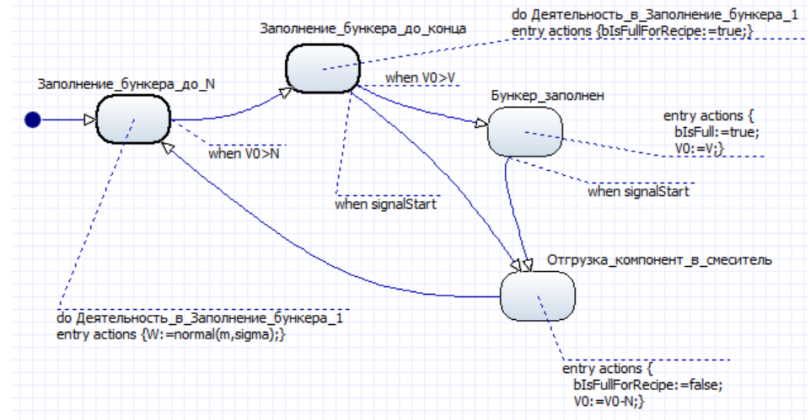 do Деятельность_в_Заполнение_бункера_1
entry actions {bIsFullForRecipe:=true;}
Заполнение_бункера_до_конца
when V0>V
Заполнение_бункера_до_N
Бункер_заполнен
entry actions {
bIsFull:=true;
V0:=V;}
when V0>N
when signalStart
when signalStart
Отгрузка_компонент_в_смеситель
do Деятельность_в_Заполнение_бункера_1
entry actions {W:=normal(m,sigma);}
entry actions {
bIsFullForRecipe:=false;
V0:=V0-N;}